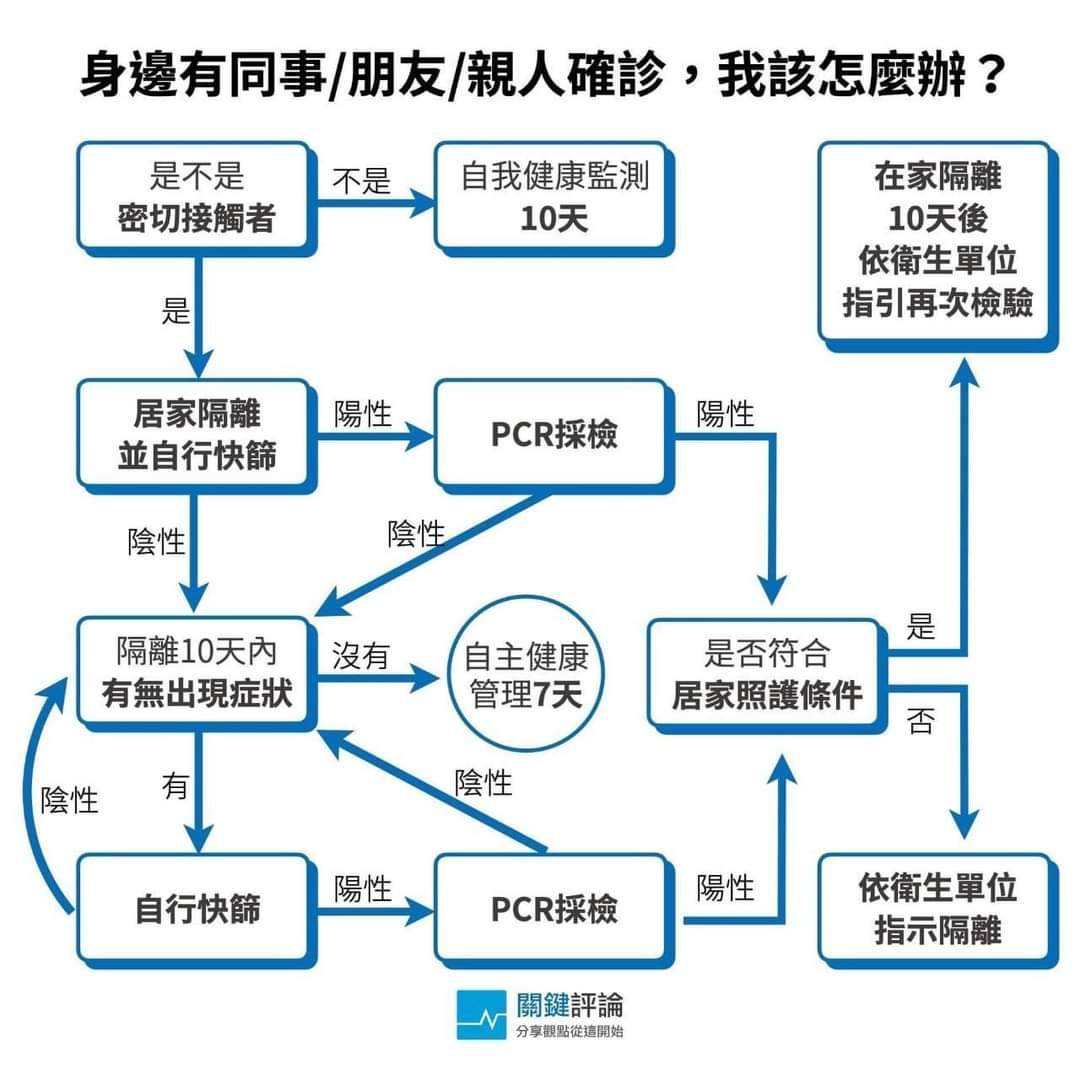 身邊有同事/朋友/親人確診，我該怎麼辦？
是不是
密切接觸者
不是
自我健康監測
10天
在家隔離
10天後
依衛生單位
指引再次檢驗
是
居家隔離
並自行快篩
陽性
PCR採檢
陽性
陰性
陰性
隔離10天內
有無出現症狀
沒有
自主健康
管理7天
是否符合
居家照護條件
是
否
陰性
有
陰性
自行快篩
陽性
PCR採檢
陽性
依衛生單位
指示隔離
關鍵評論
分享觀點從這開始